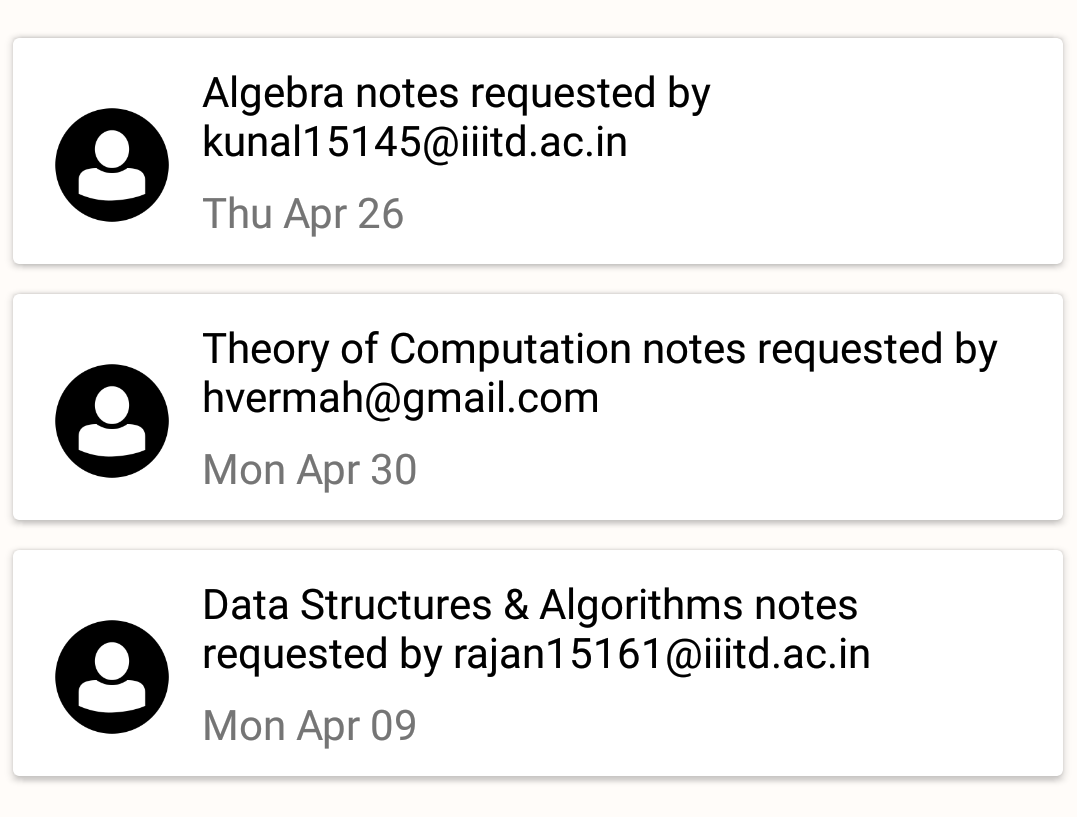 Algebra notes requested by
kunal15145@iiitd.ac.in
Thu Apr 26
Theory of Computation notes requested by
hvermah@gmail.com
Mon Apr 30
Data Structures & Algorithms notes
requested by rajan15161@iiitd.ac.in
Mon Apr 09